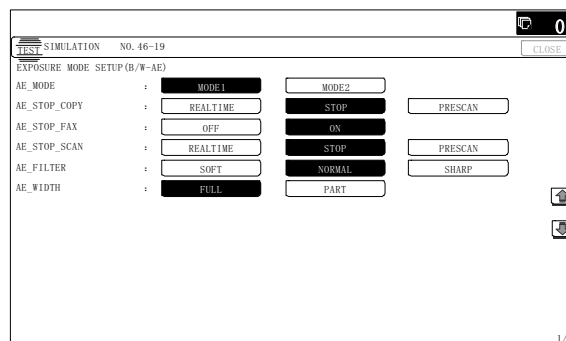 0
TEST SIMULATION NO. 46-19
CLOSE
EXPOSURE MODE SETUP(B/W-AE)
AE_MODE : MODE1 MODE2
AE_STOP_COPY : REALTIME STOP PRESCAN
AE_STOP_FAX : OFF ON
AE_STOP_SCAN : REALTIME STOP PRESCAN
AE_FILTER : SOFT NORMAL SHARP
AE_WIDTH : FULL PART
1/